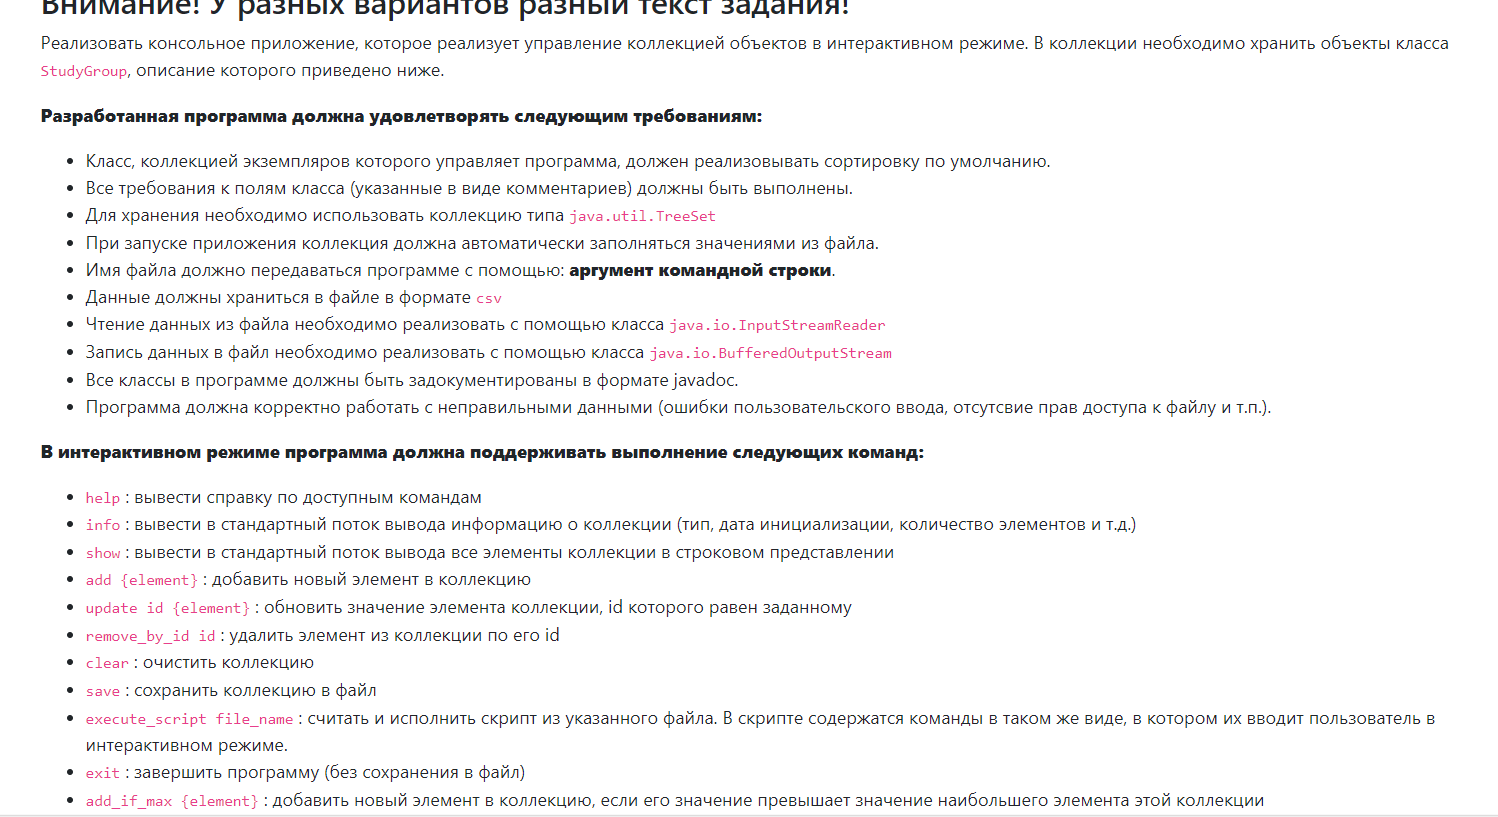 Внимание! У разных вариантов разный текст задания!
Реализовать консольное приложение, которое реализует управление коллекцией объектов в интерактивном режиме. В коллекции необходимо хранить объекты класса
StudyGroup, описание которого приведено ниже.
Разработанная программа должна удовлетворять следующим требованиям:
• Класс, коллекцией экземпляров которого управляет программа, должен реализовывать сортировку по умолчанию.
• Все требования к полям класса (указанные в виде комментариев) должны быть выполнены.
• Для хранения необходимо использовать коллекцию типа java.util.TreeSet
• При запуске приложения коллекция должна автоматически заполняться значениями из файла.
• Имя файла должно передаваться программе с помощью: аргумент командной строки.
• Данные должны храниться в файле в формате csv
• Чтение данных из файла необходимо реализовать с помощью класса java.io.InputStreamReader
• Запись данных в файл необходимо реализовать с помощью класса java.io.BufferedOutputStream
• Все классы в программе должны быть задокументированы в формате javadoc.
• Программа должна корректно работать с неправильными данными (ошибки пользовательского ввода, отсутсвие прав доступа к файлу и т.п.).
В интерактивном режиме программа должна поддерживать выполнение следующих команд:
• help : вывести справку по доступным командам
• info : вывести в стандартный поток вывода информацию о коллекции (тип, дата инициализации, количество элементов и т.д.)
• show : вывести в стандартный поток вывода все элементы коллекции в строковом представлении
• add {element} : добавить новый элемент в коллекцию
• update id {element} : обновить значение элемента коллекции, id которого равен заданному
• remove_by_id id : удалить элемент из коллекции по его id
• clear : очистить коллекцию
• save : сохранить коллекцию в файл
• execute_script file_name : считать и исполнить скрипт из указанного файла. В скрипте содержатся команды в таком же виде, в котором их вводит пользователь в
интерактивном режиме.
• exit : завершить программу (без сохранения в файл)
• add_if_max {element} : добавить новый элемент в коллекцию, если его значение превышает значение наибольшего элемента этой коллекции